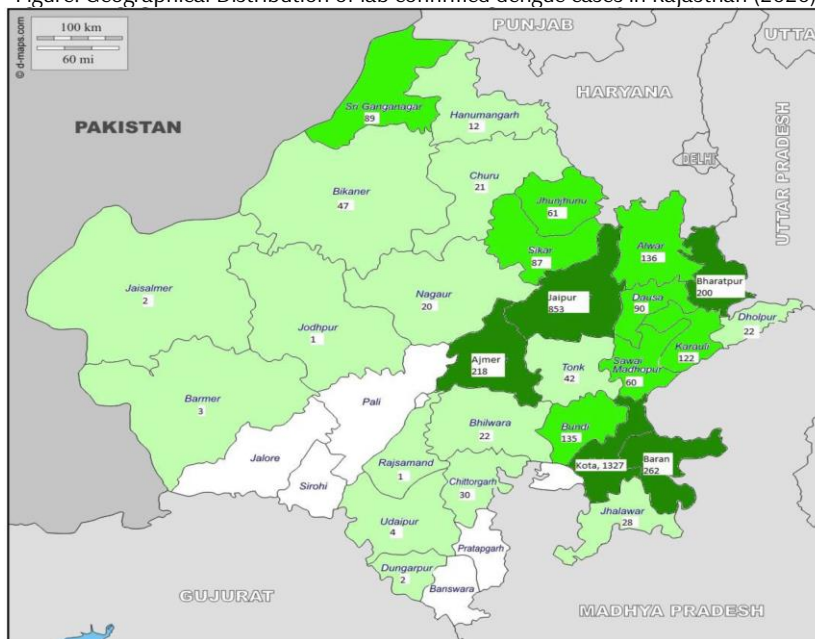 Figure: Geographical Distribution of lab confirmed dengue cases in Rajasthan (2020)
© d-maps.com
100 km
60 mi
PUNJAB
UTTA
HARYANA
PAKISTAN
DELHI
UTTAR PRADESH
Sri Ganganagar
89
Hanumangarh
12
Churu
21
Bikaner
47
Jhunjhunu
61
Sikar
87
Alwar
136
Bharatpur
200
Jaisalmer
2
Nagaur
20
Jaipur
853
Dausa
90
Dholpur
22
Jodhpur
1
Karauli
122
Ajmer
218
Tonk
42
Sawai
Madhopur
60
Barmer
3
Pali
Bhilwara
22
Bundi
135
Jalore
Kota, 1327
Baran
262
Sirohi
Rajsamand
1
Chittorgarh
30
Jhalawar
28
Udaipur
4
Pratapgarh
Dungarpur
2
Banswara
GUJURAT
MADHYA PRADESH